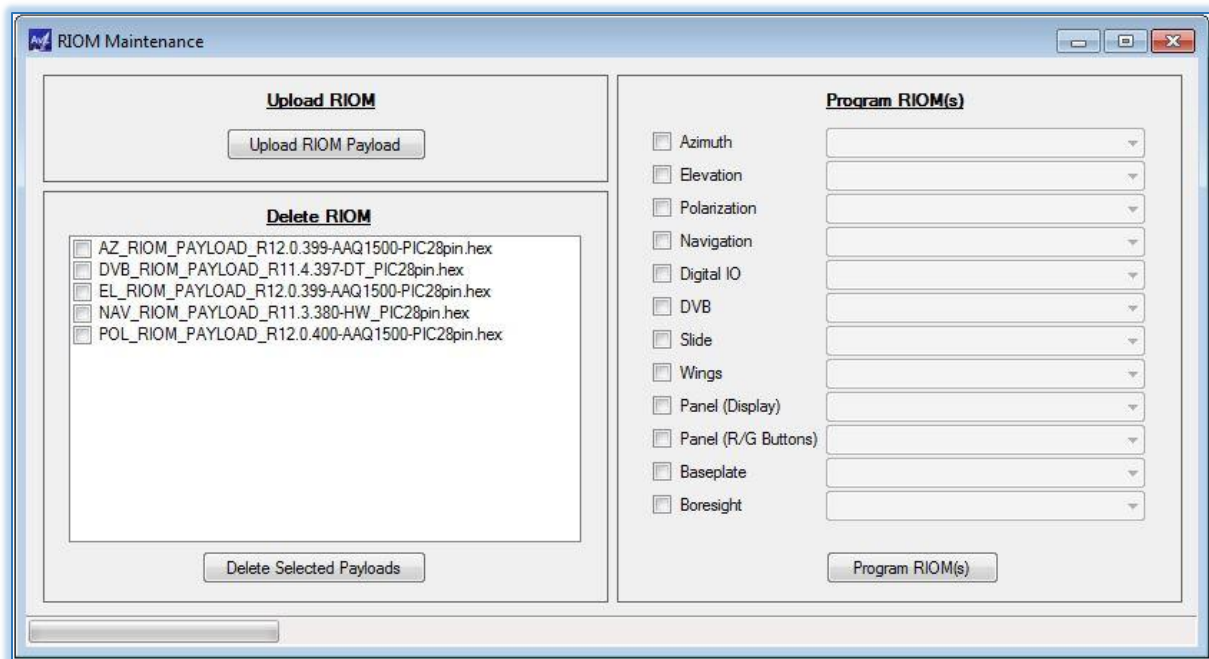 RIOM Maintenance
Upload RIOM
Upload RIOM Payload
Delete RIOM
AZ_RIOM_PAYLOAD_R12.0.399-AAQ1500-PIC28pin.hex
DVB_RIOM_PAYLOAD_R11.4.397-DT_PIC28pin.hex
EL_RIOM_PAYLOAD_R12.0.399-AAQ1500-PIC28pin.hex
NAV_RIOM_PAYLOAD_R11.3.380-HW_PIC28pin.hex
POL_RIOM_PAYLOAD_R12.0.400-AAQ1500-PIC28pin.hex
Delete Selected Payloads
Program RIOM(s)
Azimuth
Elevation
Polarization
Navigation
Digital IO
DVB
Slide
Wings
Panel (Display)
Panel (R/G Buttons)
Baseplate
Boresight
Program RIOM(s)